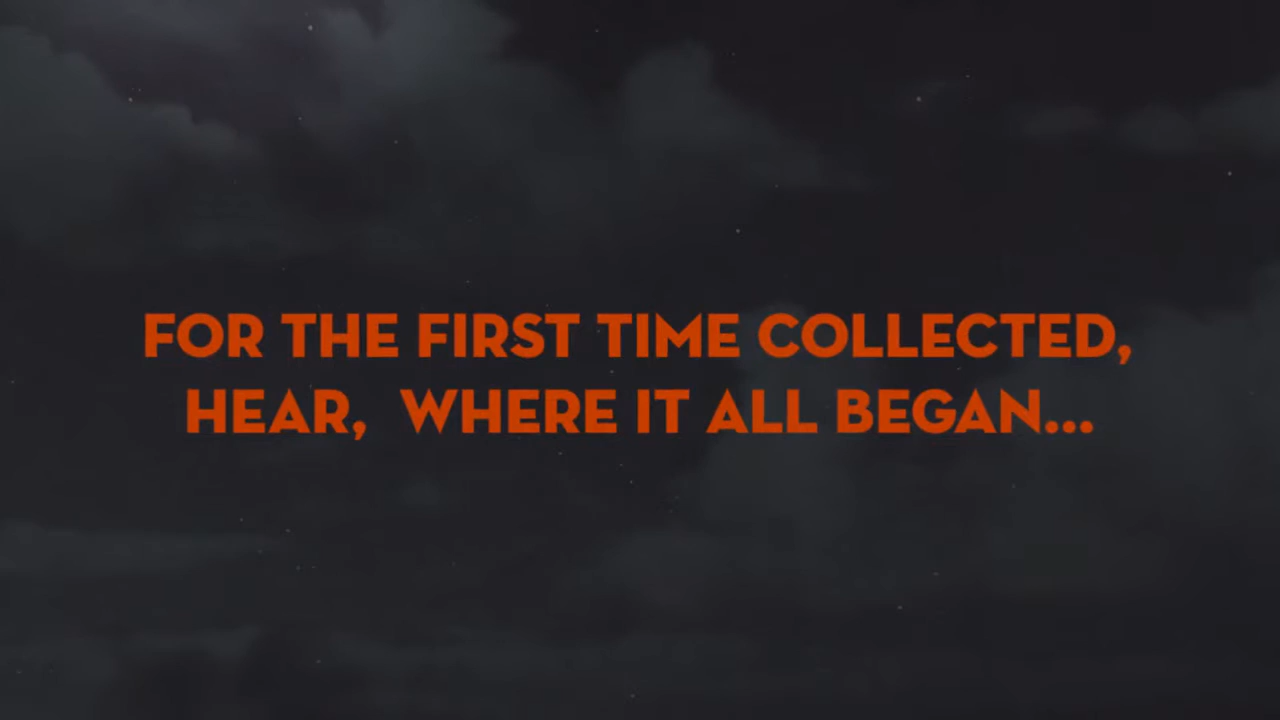 FOR THE FIRST TIME COLLECTED,
HEAR,  WHERE IT ALL BEGAN...